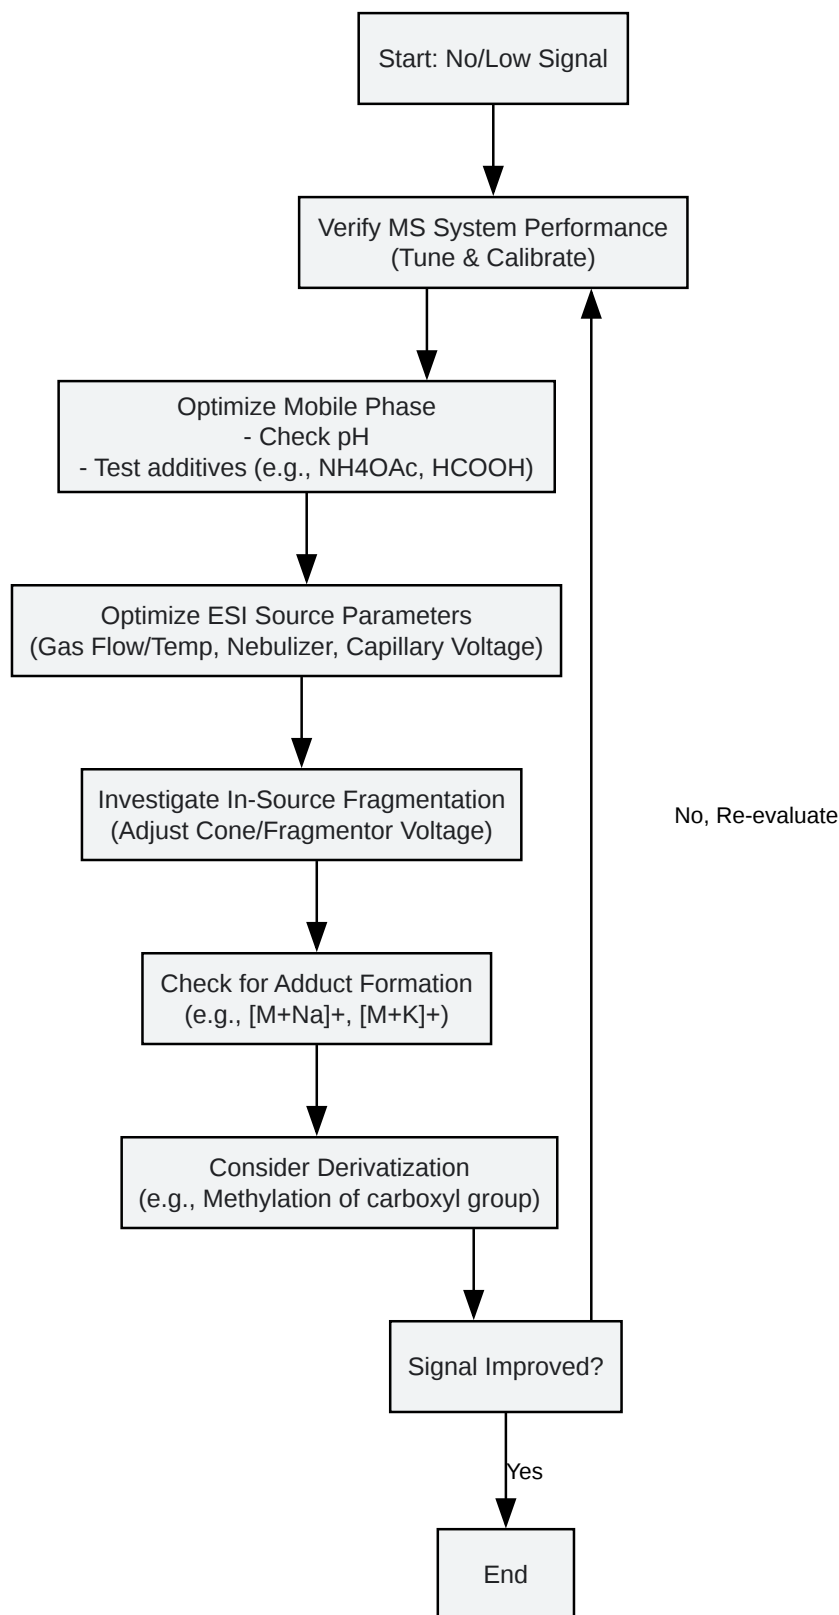 Start: No/Low Signal
Verify MS System Performance
(Tune & Calibrate)
Optimize Mobile Phase
- Check pH
- Test additives (e.g., NH4OAc, HCOOH)
Optimize ESI Source Parameters
(Gas Flow/Temp, Nebulizer, Capillary Voltage)
Investigate In-Source Fragmentation
(Adjust Cone/Fragmentor Voltage)
No, Re-evaluate
Check for Adduct Formation
(e.g., [M+Na]+, [M+K]+)
Consider Derivatization
(e.g., Methylation of carboxyl group)
Signal Improved?
Yes
End